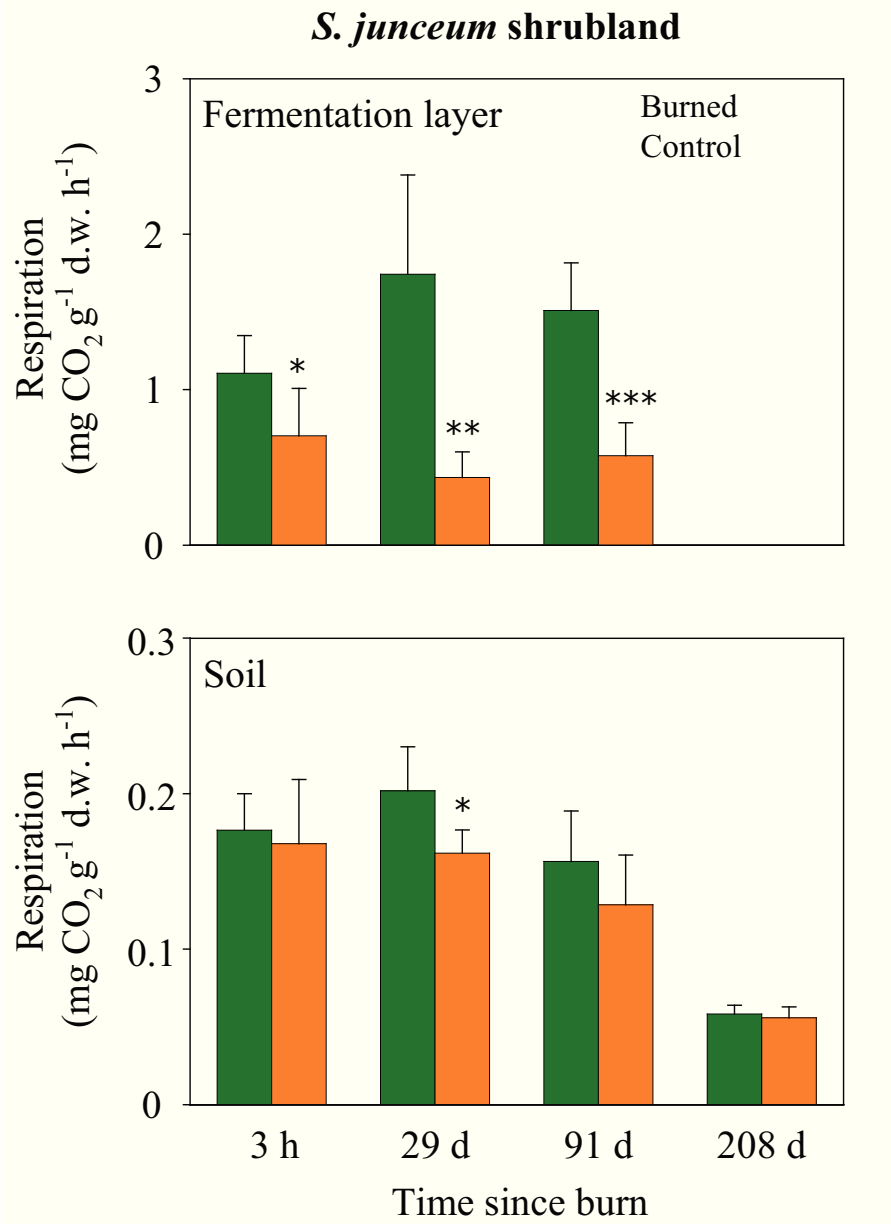 S. junceum shrubland
Respiration
(mg CO₂ g⁻¹ d.w. h⁻¹)
3
2
1
0
Fermentation layer
Burned
Control
*
**
***
Respiration
(mg CO₂ g⁻¹ d.w. h⁻¹)
0.3
0.2
0.1
0
Soil
*
3 h 29 d 91 d 208 d
Time since burn